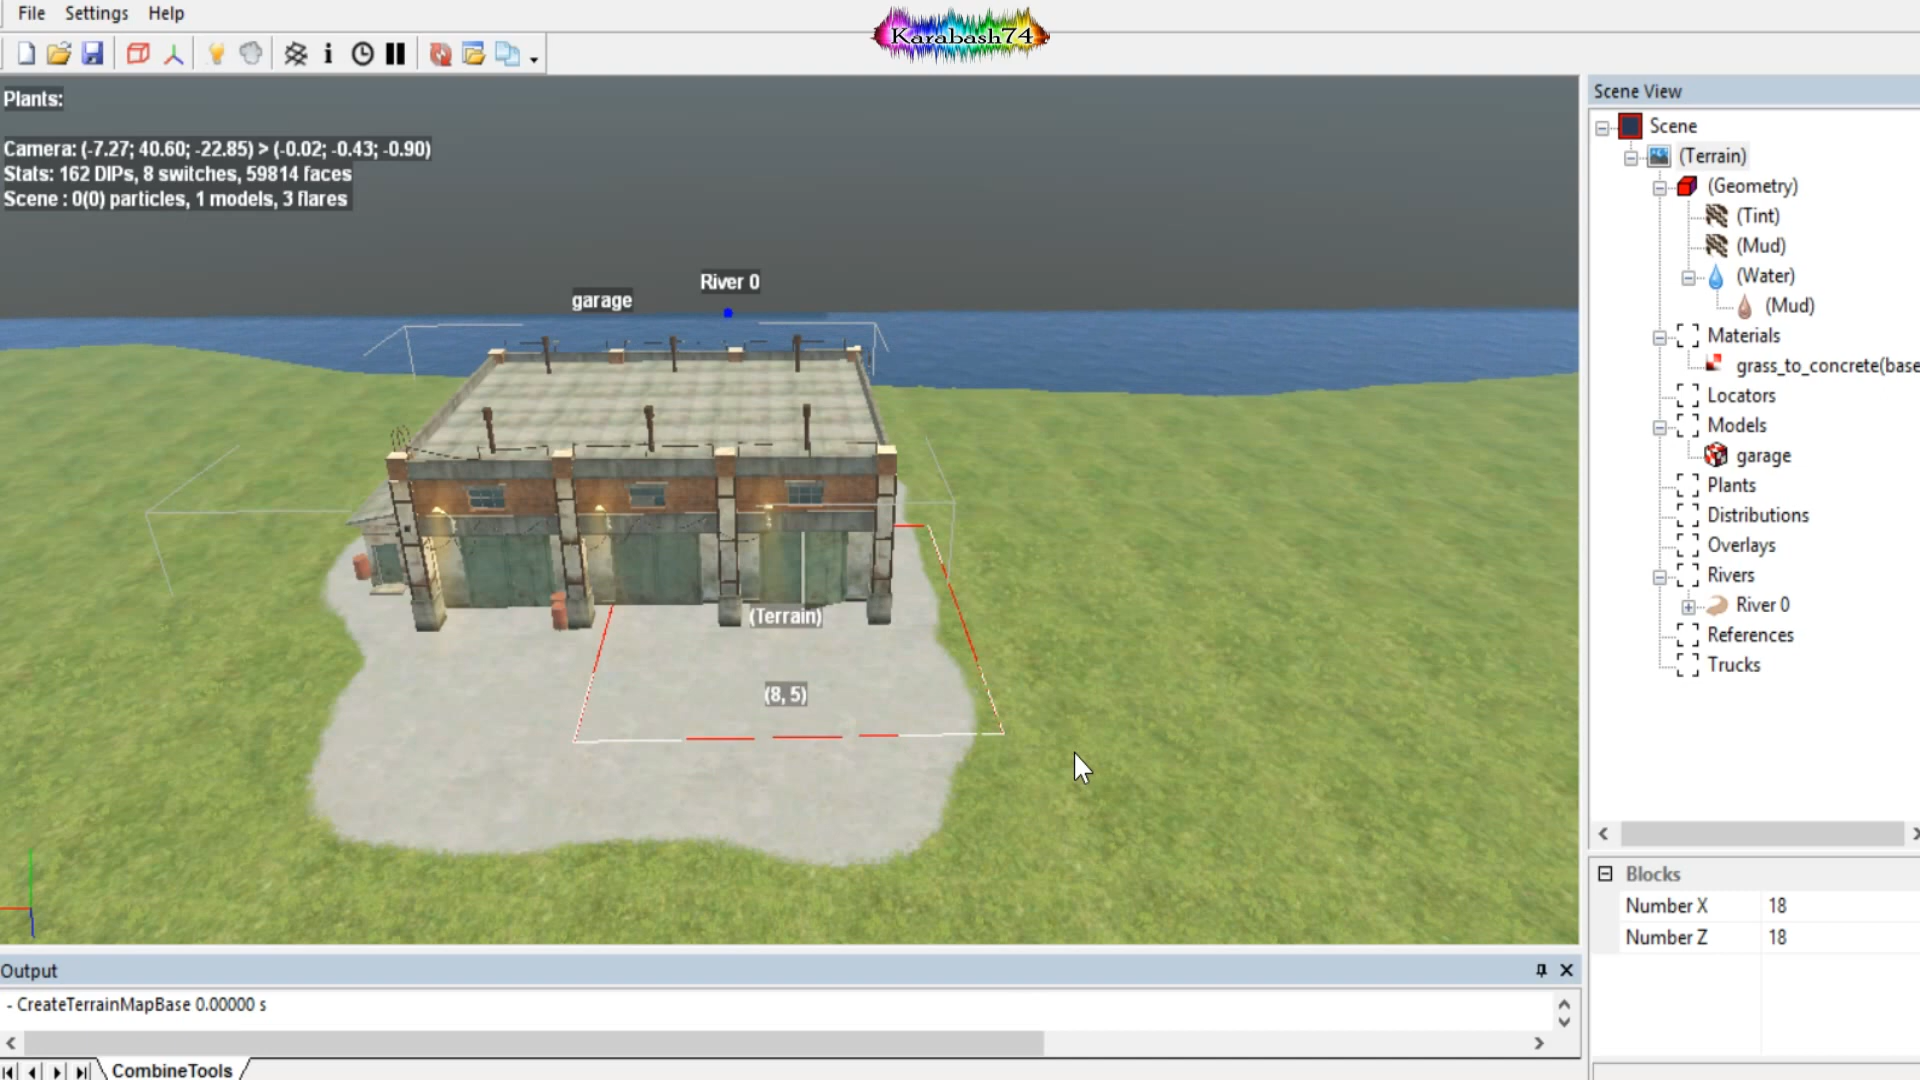 File Settings Help
Karabash74
Plants:
Camera: (-7.27; 40.60; -22.85) > (-0.02; -0.43; -0.90)
Stats: 162 DIPs, 8 switches, 59814 faces
Scene : 0(0) particles, 1 models, 3 flares
River 0
garage
(Terrain)
(8, 5)
Scene View
Scene
(Terrain)
(Geometry)
(Tint)
(Mud)
(Water)
(Mud)
Materials
grass_to_concrete(base
Locators
Models
garage
Plants
Distributions
Overlays
Rivers
River 0
References
Trucks
Blocks
Number X 18
Number Z 18
Output
- CreateTerrainMapBase 0.00000 s
CombineTools